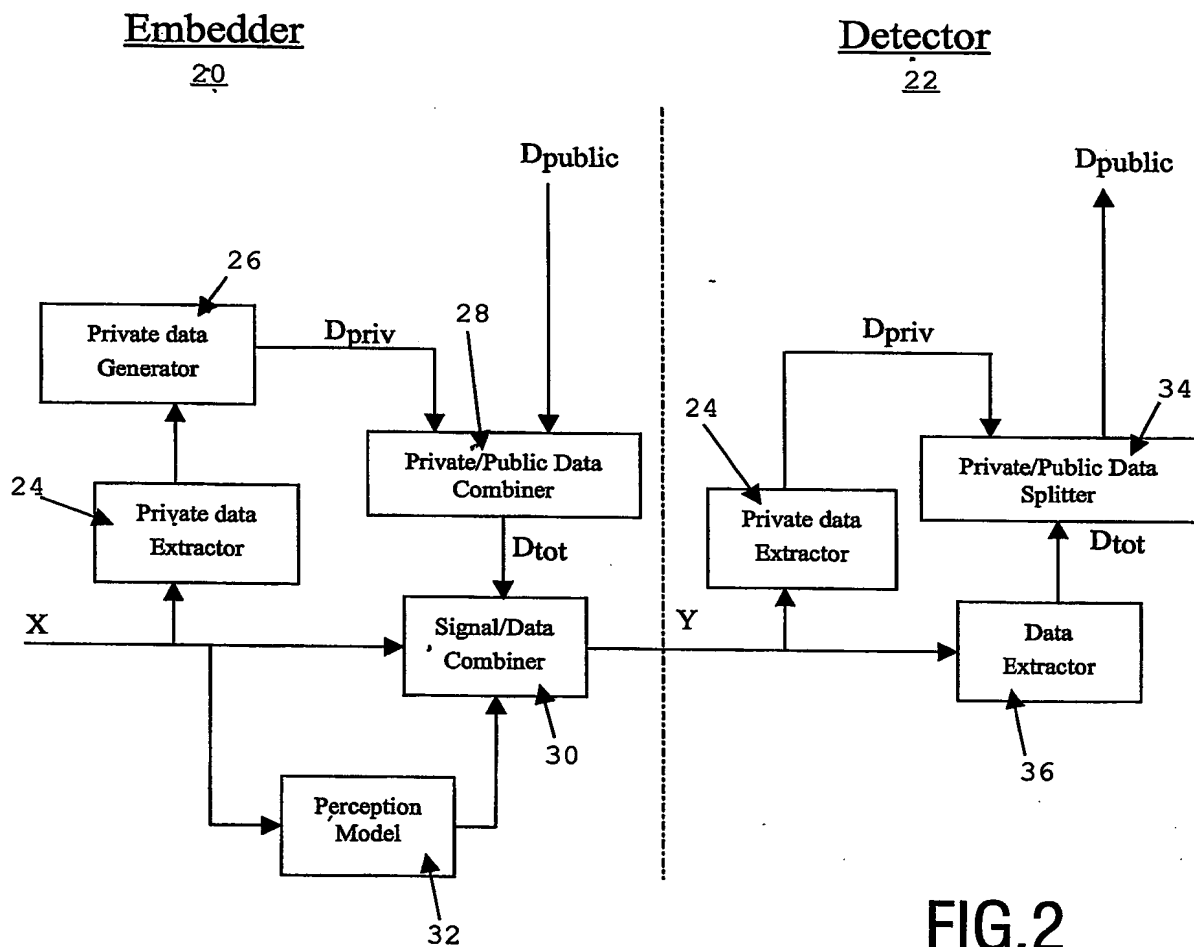 Embedder
20
Detector
22
Dpublic
Dpublic
26
Private data
Generator
Dpriv
28
Dpriv
24
34
Private/Public Data
Combiner
Private/Public Data
Splitter
24
Private data
Extractor
Private data
Extractor
Dtot
Dtot
X
Signal/Data
Combiner
Y
Data
Extractor
30
36
Perception
Model
32
FIG.2